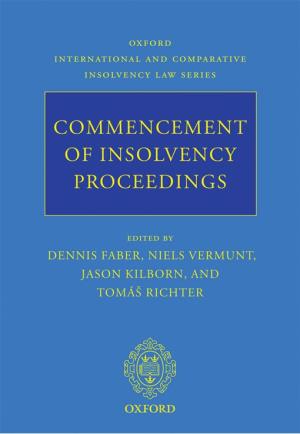 OXFORD
INTERNATIONAL AND COMPARATIVE
INSOLVENCY LAW SERIES
COMMENCEMENT
OF INSOLVENCY
PROCEEDINGS
EDITED BY
DENNIS FABER, NIELS VERMUNT,
JASON KILBORN, AND
TOMÁŠ RICHTER
OXFORD